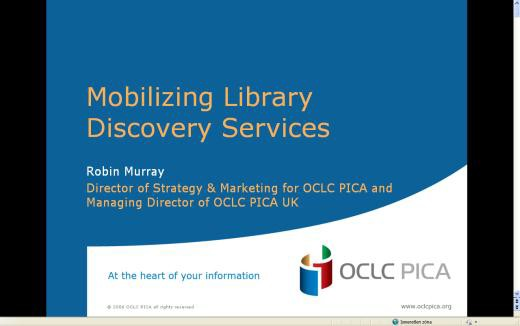 Mobilizing Library
Discovery Services
Robin Murray
Director of Strategy & Marketing for OCLC PICA and
Managing Director of OCLC PICA UK
At the heart of your information
OCLC PICA
© 2006 OCLC PICA all rights reserved
www.oclcpica.org